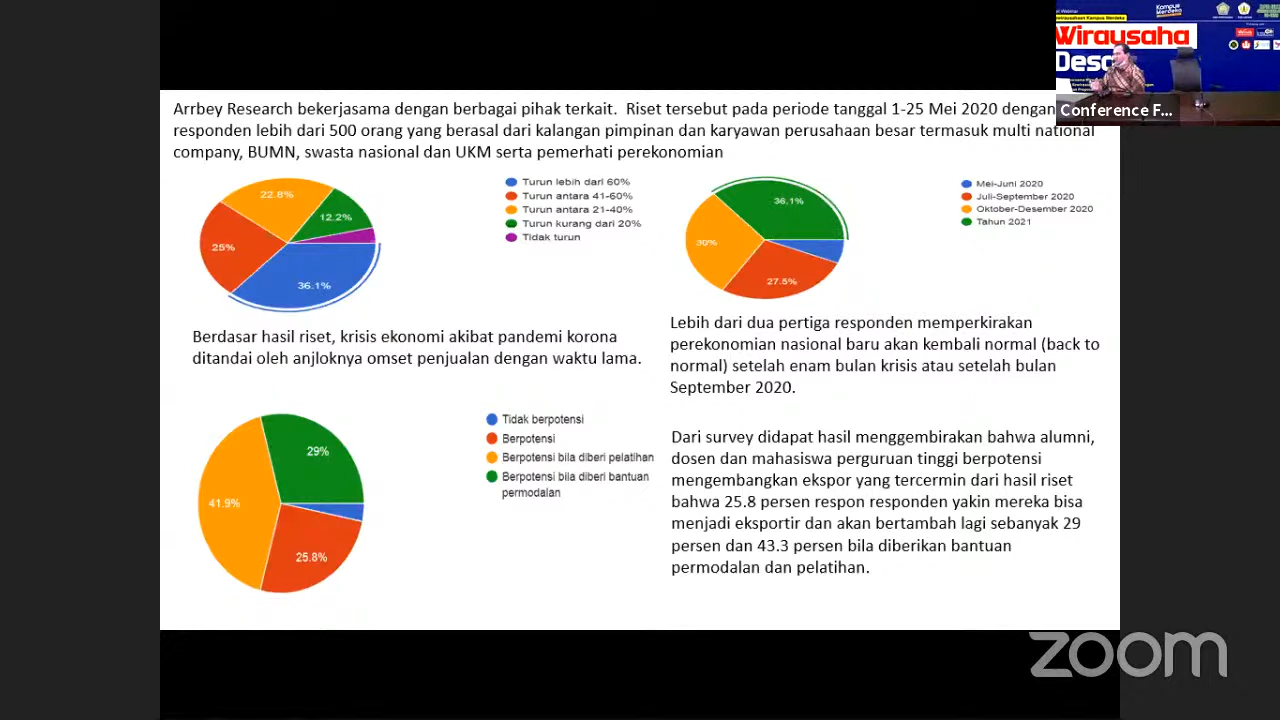 Kampus
Merdeka
Wirausaha
Desa
Conference F...
Arrbey Research bekerjasama dengan berbagai pihak terkait. Riset tersebut pada periode tanggal 1-25 Mei 2020 dengan
responden lebih dari 500 orang yang berasal dari kalangan pimpinan dan karyawan perusahaan besar termasuk multi national
company, BUMN, swasta nasional dan UKM serta pemerhati perekonomian
22.8%
12.2%
25%
36.1%
Turun lebih dari 60%
Turun antara 41-60%
Turun antara 21-40%
Turun kurang dari 20%
Tidak turun
36,1%
30%
27.5%
Mei-Juni 2020
Juli-September 2020
Oktober-Desember 2020
Tahun 2021
Berdasar hasil riset, krisis ekonomi akibat pandemi korona
ditandai oleh anjloknya omset penjualan dengan waktu lama.
Lebih dari dua pertiga responden memperkirakan
perekonomian nasional baru akan kembali normal (back to
normal) setelah enam bulan krisis atau setelah bulan
September 2020.
29%
41.9%
25.8%
Tidak berpotensi
Berpotensi
Berpotensi bila diberi pelatihan
Berpotensi bila diberi bantuan
permodalan
Dari survey didapat hasil menggembirakan bahwa alumni,
dosen dan mahasiswa perguruan tinggi berpotensi
mengembangkan ekspor yang tercermin dari hasil riset
bahwa 25.8 persen respon responden yakin mereka bisa
menjadi eksportir dan akan bertambah lagi sebanyak 29
persen dan 43.3 persen bila diberikan bantuan
permodalan dan pelatihan.
zoom